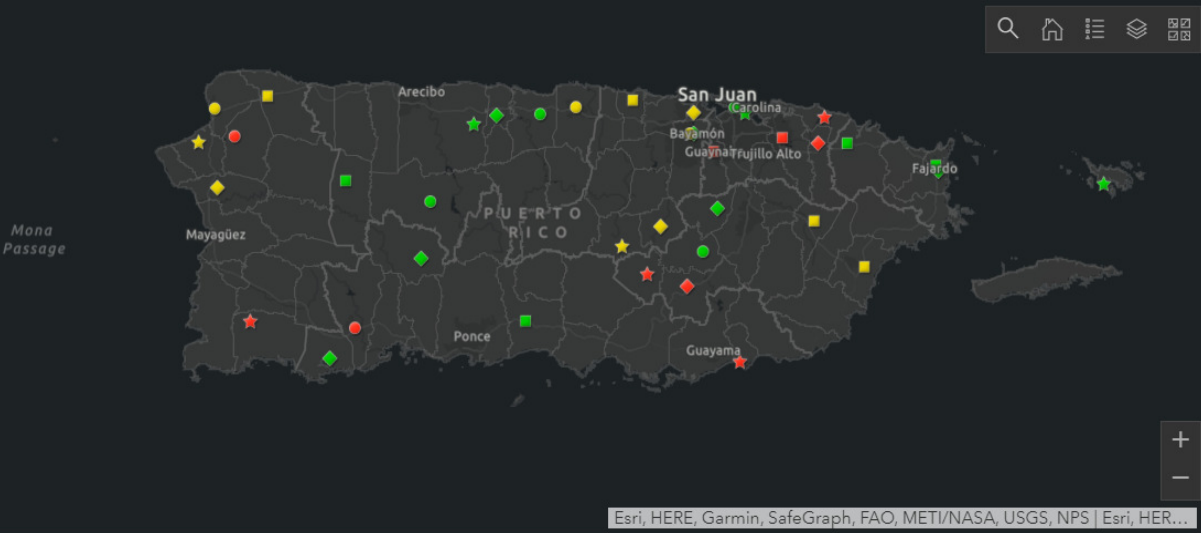 San Juan
Arecibo
Carolina
Bayamón
Trujillo Alto
Fajardo
PUERTO
RICO
Mona
Passage
Mayagüez
Ponce
Guayama
Esri, HERE, Garmin, SafeGraph, FAO, METI/NASA, USGS, NPS | Esri, HER...